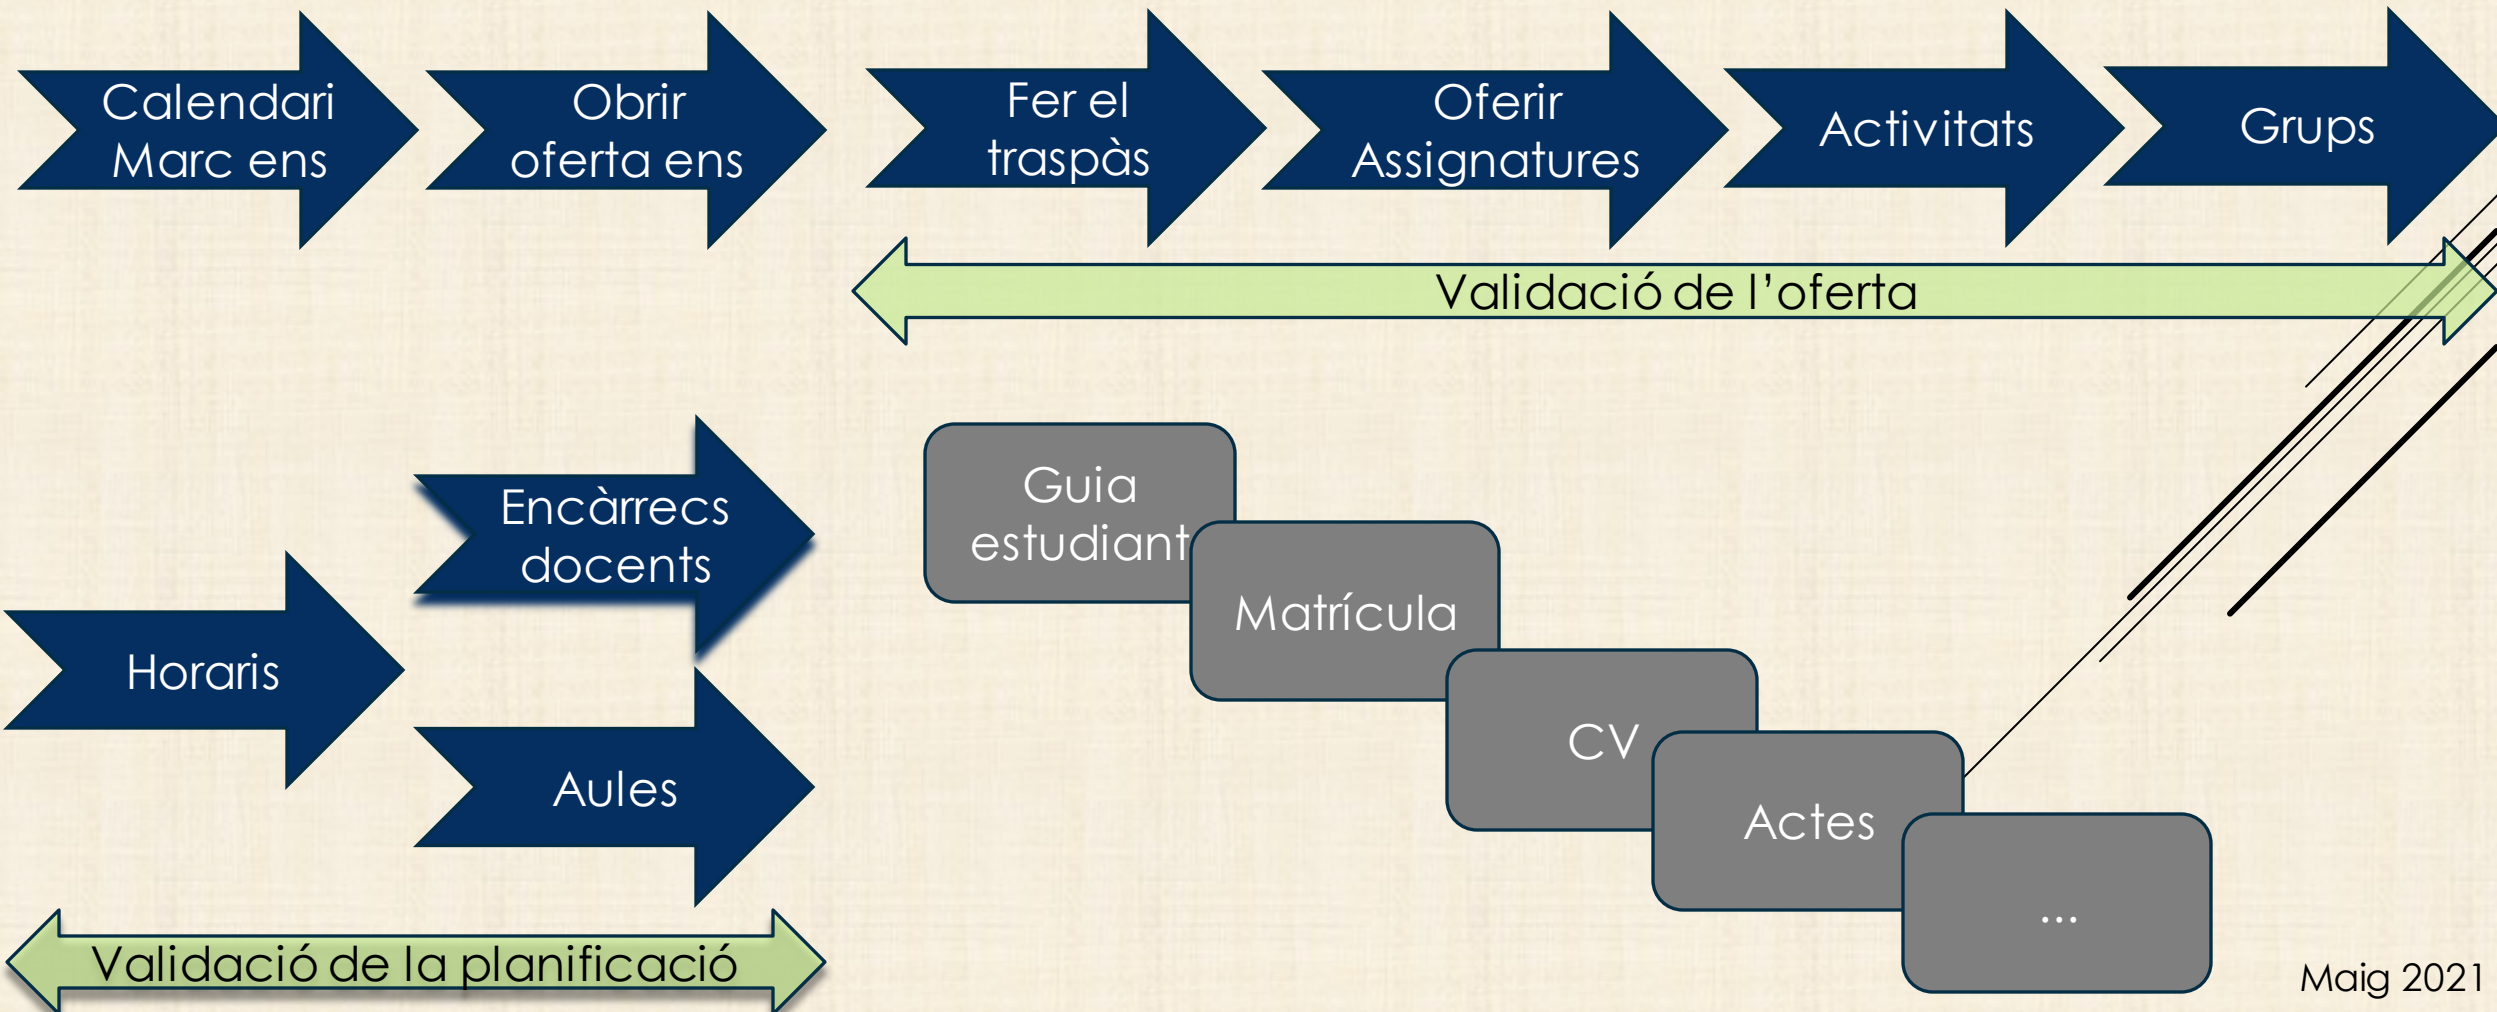 Calendari
Marc ens
Obrir
oferta ens
Fer el
traspàs
Oferir
Assignatures
Activitats
Grups
Validació de l’oferta
Encàrrecs
docents
Horaris
Aules
Validació de la planificació
Guia
estudiant
Matrícula
CV
Actes
...
Maig 2021